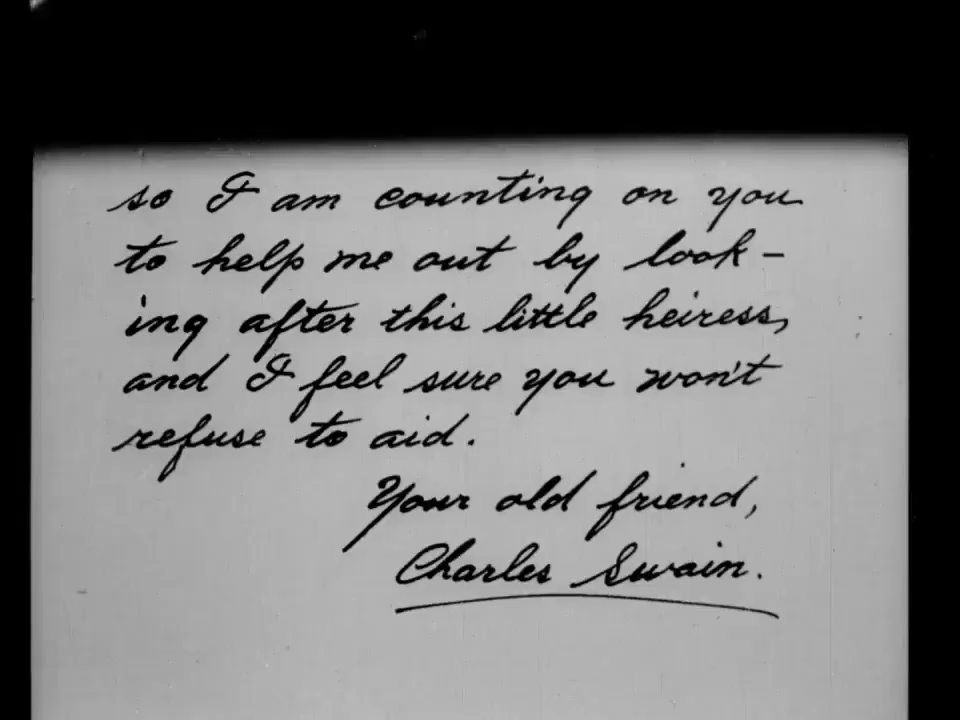 so I am counting on you
to help me out by look-
ing after this little heiress,
and I feel sure you won't
refuse to aid.
Your old friend,
Charles Swain.